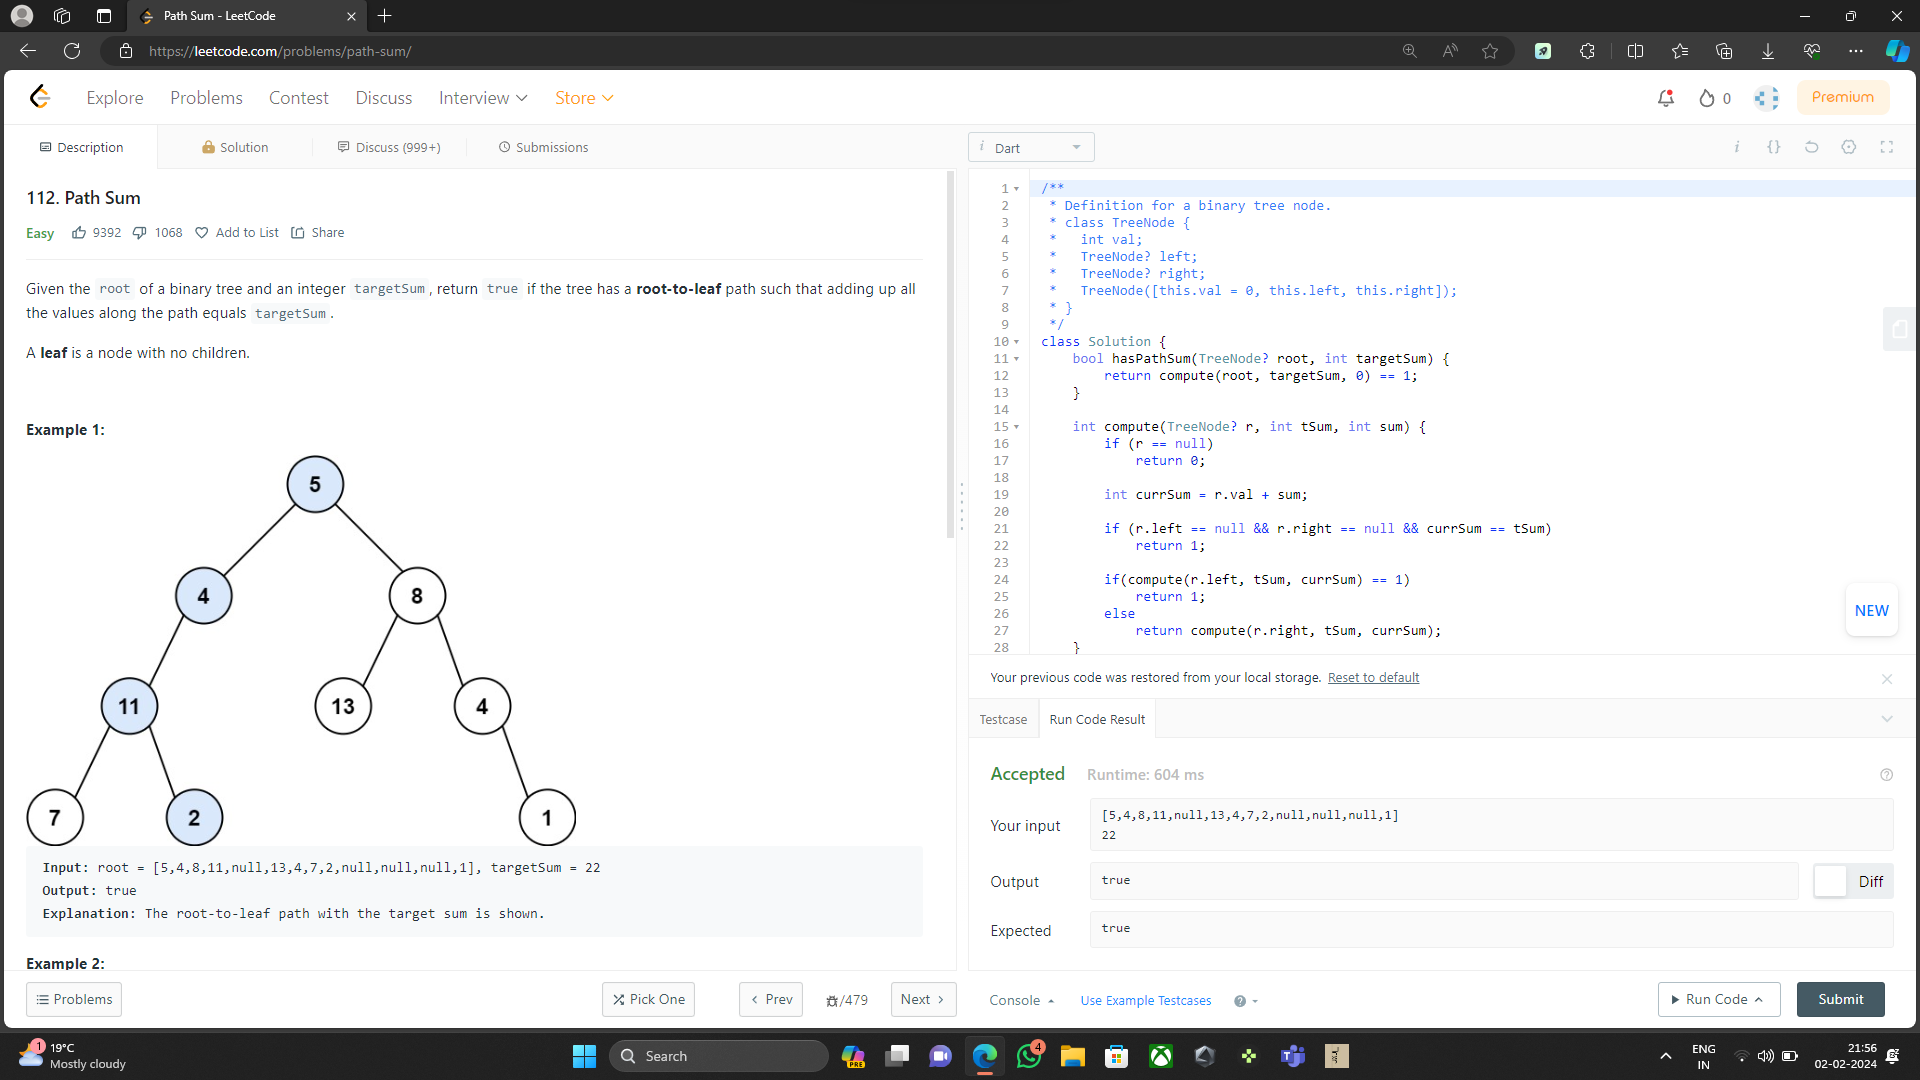 Path Sum - LeetCode
https://leetcode.com/problems/path-sum/
Explore
Problems
Contest
Discuss
Interview
Store
0
Premium
Description
Solution
Discuss (999+)
Submissions
112. Path Sum
Easy 9392 1068 Add to List Share
Given the root of a binary tree and an integer targetSum, return true if the tree has a root-to-leaf path such that adding up all
the values along the path equals targetSum.
A leaf is a node with no children.
Example 1:
5
4 8
11 13 4
7 2 1
Input: root = [5,4,8,11,null,13,4,7,2,null,null,null,1], targetSum = 22
Output: true
Explanation: The root-to-leaf path with the target sum is shown.
Example 2:
Problems
Pick One
Prev
/479
Next
i Dart
i {}
1 /**
2 * Definition for a binary tree node.
3 * class TreeNode {
4 *   int val;
5 *   TreeNode? left;
6 *   TreeNode? right;
7 *   TreeNode([this.val = 0, this.left, this.right]);
8 * }
9 */
10 class Solution {
11 bool hasPathSum(TreeNode? root, int targetSum) {
12 return compute(root, targetSum, 0) == 1;
13 }
14
15 int compute(TreeNode? r, int tSum, int sum) {
16 if (r == null)
17 return 0;
18
19 int currSum = r.val + sum;
20
21 if (r.left == null && r.right == null && currSum == tSum)
22 return 1;
23
24 if(compute(r.left, tSum, currSum) == 1)
25 return 1;
26 else
27 return compute(r.right, tSum, currSum);
28 }
NEW
Your previous code was restored from your local storage. Reset to default
Testcase
Run Code Result
Accepted Runtime: 604 ms
Your input
[5,4,8,11,null,13,4,7,2,null,null,null,1]
22
Output
true
Diff
Expected
true
Console
Use Example Testcases
Run Code
Submit
1
19°C
Mostly cloudy
Search
PRE
4
ENG
IN
21:56
02-02-2024